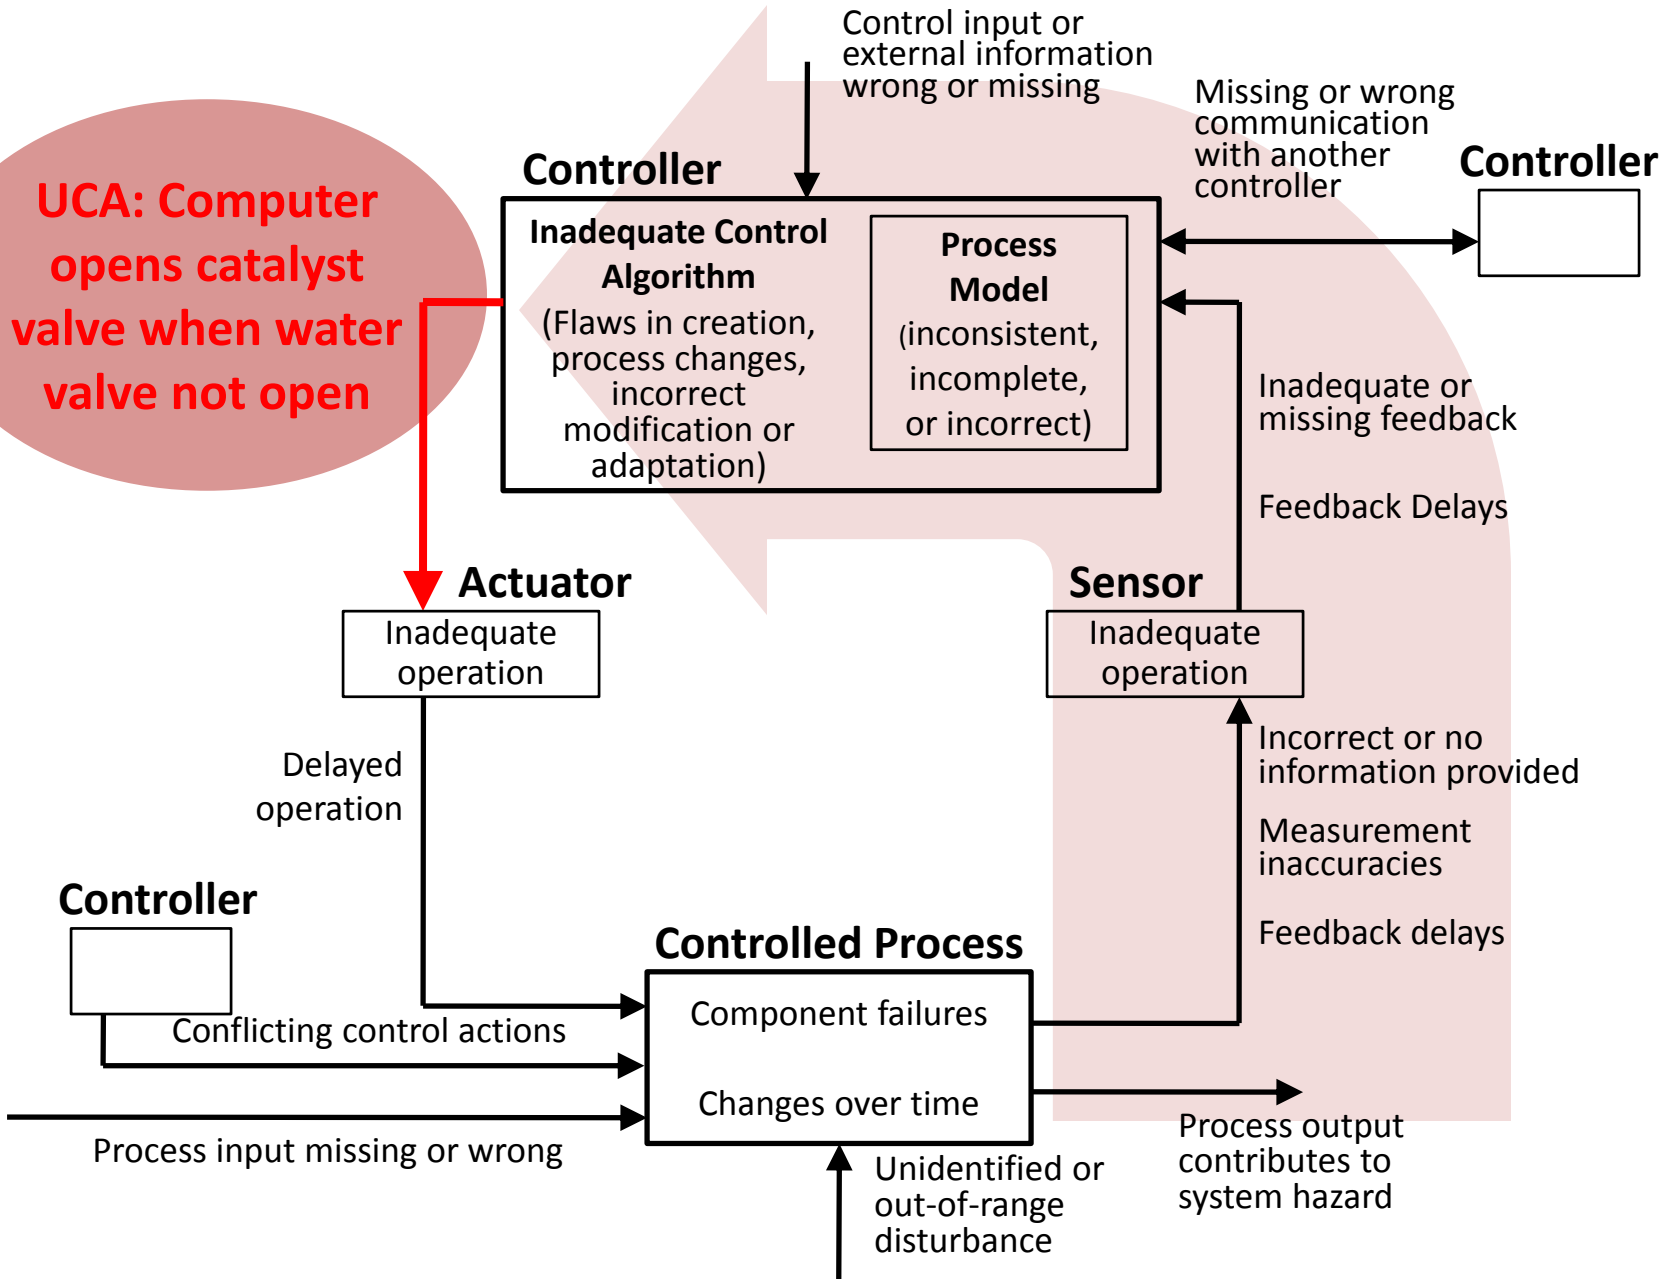 Control input or
external information
wrong or missing
Missing or wrong
communication
with another
controller
Controller
Controller
UCA: Computer
opens catalyst
valve when water
valve not open
Inadequate Control
Algorithm
(Flaws in creation,
process changes,
incorrect
modification or
adaptation)
Process
Model
(inconsistent,
incomplete,
or incorrect)
Inadequate or
missing feedback
Feedback Delays
Actuator
Inadequate
operation
Sensor
Inadequate
operation
Delayed
operation
Incorrect or no
information provided
Measurement
inaccuracies
Feedback delays
Controller
Conflicting control actions
Process input missing or wrong
Controlled Process
Component failures
Changes over time
Unidentified or
out-of-range
disturbance
Process output
contributes to
system hazard